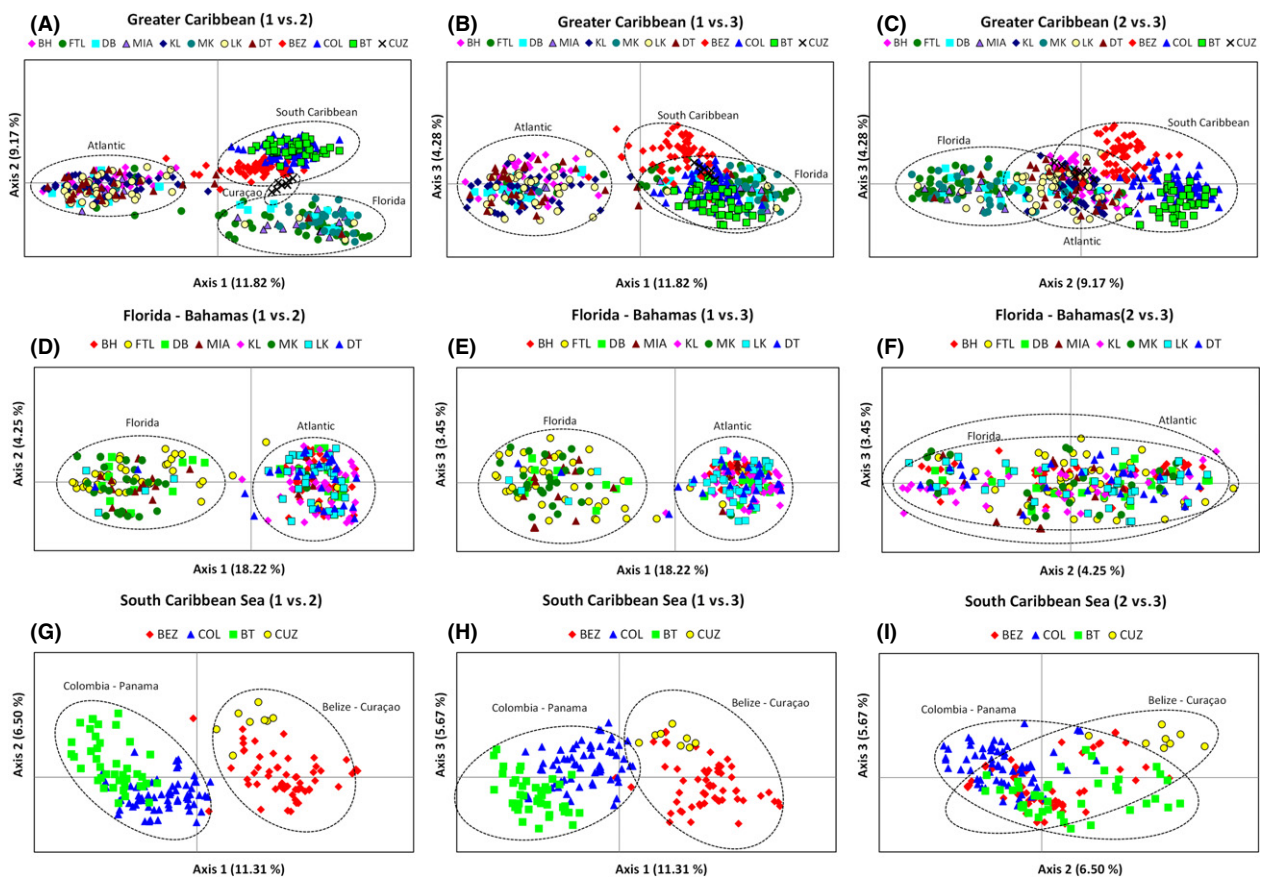 (A)
Greater Caribbean (1 vs. 2)
BH FTL DB MIA KL MK LK DT BEZ COL BT CUZ
South Caribbean
Atlantic
Curaçao
Florida
Axis 2 (9.17 %)
Axis 1 (11.82 %)
(B)
Greater Caribbean (1 vs. 3)
BH FTL DB MIA KL MK LK DT BEZ COL BT CUZ
South Caribbean
Atlantic
Florida
Axis 3 (4.28 %)
Axis 1 (11.82 %)
(C)
Greater Caribbean (2 vs. 3)
BH FTL DB MIA KL MK LK DT BEZ COL BT CUZ
South Caribbean
Florida
Atlantic
Axis 3 (4.28 %)
Axis 2 (9.17 %)
(D)
Florida - Bahamas (1 vs. 2)
BH FTL DB MIA KL MK LK DT
Florida
Atlantic
Axis 2 (4.25 %)
Axis 1 (18.22 %)
(E)
Florida - Bahamas (1 vs. 3)
BH FTL DB MIA KL MK LK DT
Florida
Atlantic
Axis 3 (3.45 %)
Axis 1 (18.22 %)
(F)
Florida - Bahamas(2 vs. 3)
BH FTL DB MIA KL MK LK DT
Atlantic
Florida
Axis 3 (3.45 %)
Axis 2 (4.25 %)
(G)
South Caribbean Sea (1 vs. 2)
BEZ COL BT CUZ
Colombia - Panama
Belize - Curaçao
Axis 2 (6.50 %)
Axis 1 (11.31 %)
(H)
South Caribbean Sea (1 vs. 3)
BEZ COL BT CUZ
Colombia - Panama
Belize - Curaçao
Axis 3 (5.67 %)
Axis 1 (11.31 %)
(I)
South Caribbean Sea (2 vs. 3)
BEZ COL BT CUZ
Colombia - Panama
Belize - Curaçao
Axis 3 (5.67 %)
Axis 2 (6.50 %)